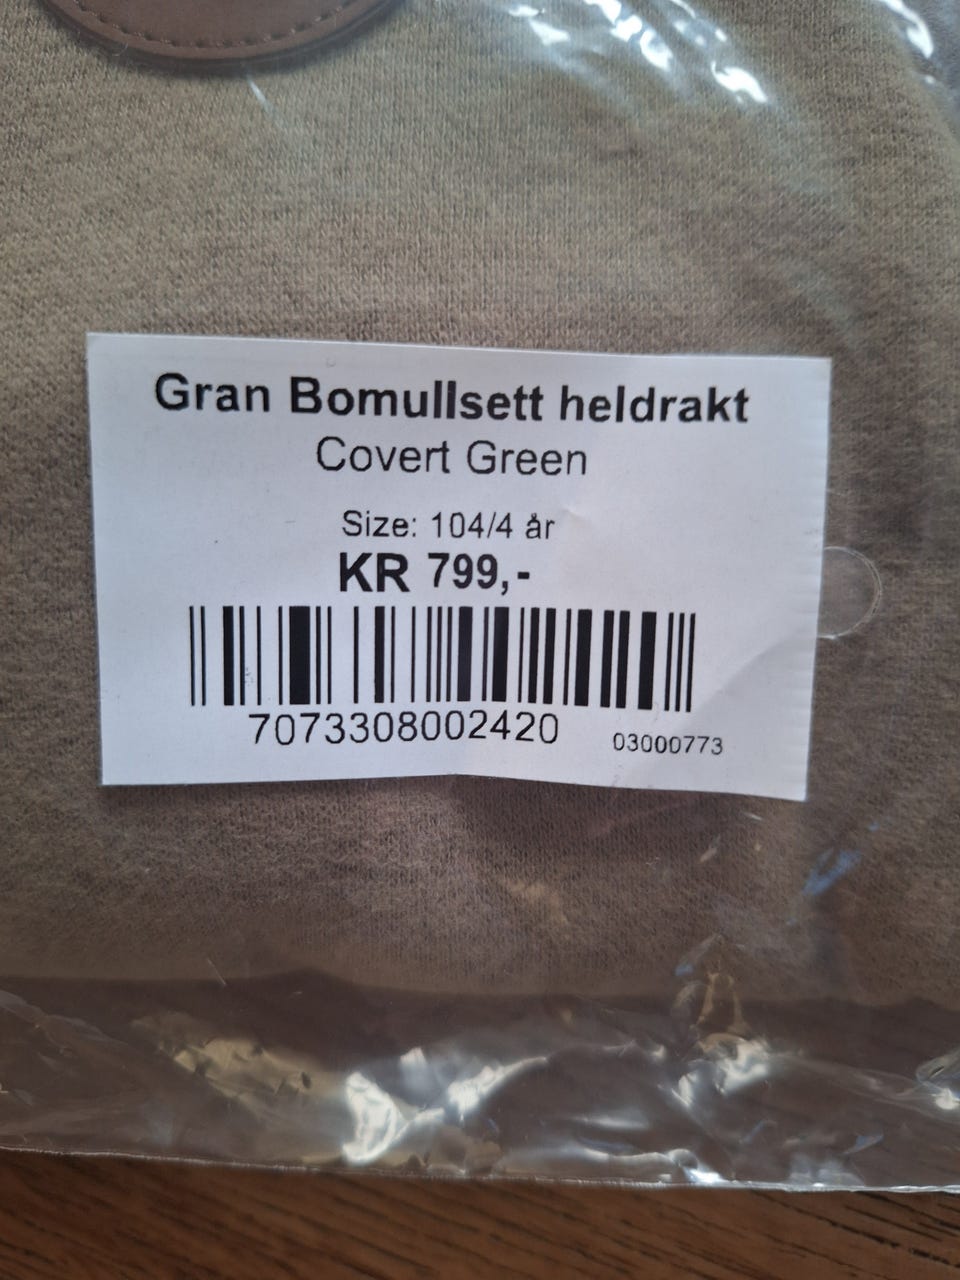 Gran Bomullsett heldrakt
Covert Green
Size: 104/4 år
KR 799,-
7073308002420
03000773